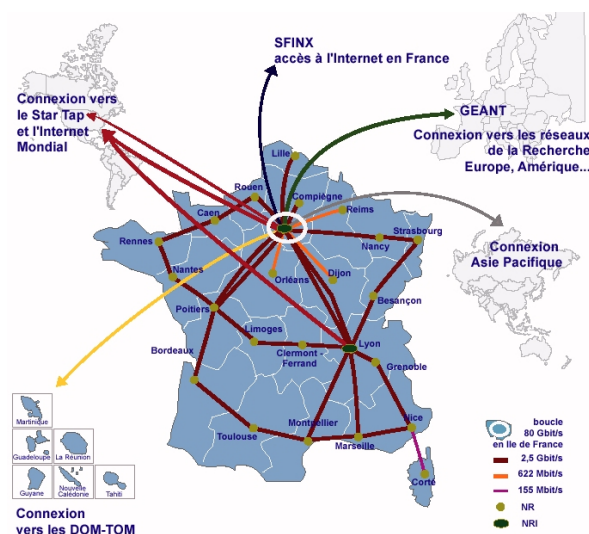 SFINX
accès à l'Internet en France
Connexion vers
le Star Tap
et l'Internet
Mondial
GEANT
Connexion vers les réseaux
de la Recherche
Europe, Amérique...
Lille
Rouen
Compiègne
Caen
Reims
Strasbourg
Rennes
Nancy
Connexion
Asie Pacifique
Nantes
Orléans
Dijon
Besançon
Poitiers
Limoges
Lyon
Bordeaux
Clermont -
Ferrand
Grenoble
Martinique
Guadeloupe
La Réunion
Guyane
Nouvelle
Calédonie
Tahiti
Toulouse
Montpellier
Marseille
Nice
Corté
boucle
80 Gbit/s
en Ile de France
2,5 Gbit/s
622 Mbit/s
155 Mbit/s
NR
NRI
Connexion
vers les DOM-TOM